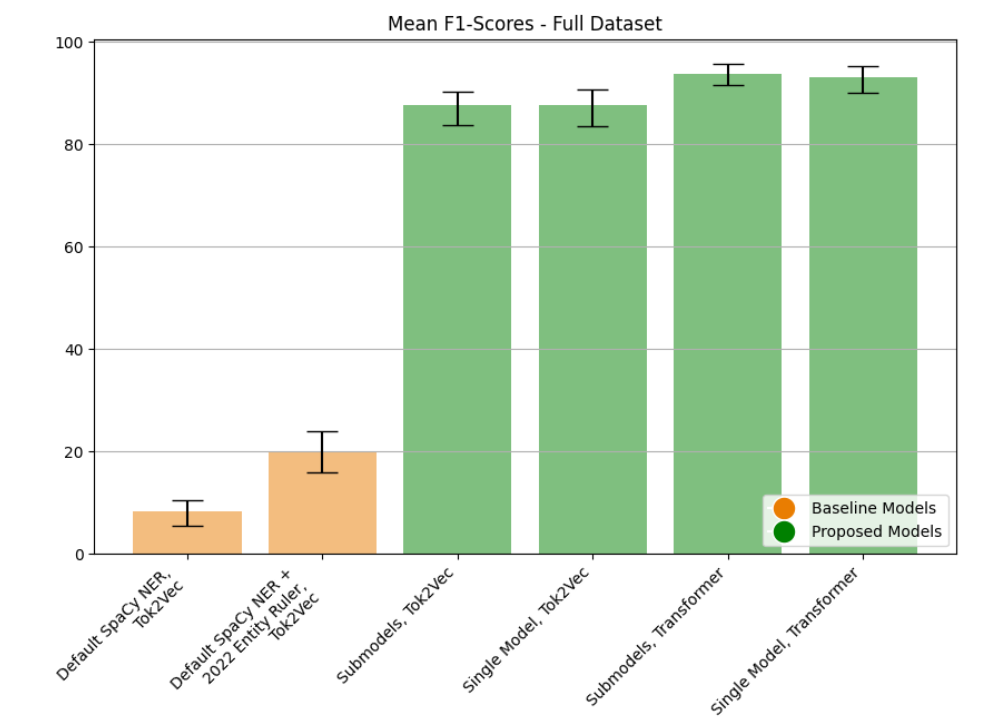 Mean F1-Scores - Full Dataset
100
80
60
40
20
0
Baseline Models
Proposed Models
Default SpaCy NER,
Tok2Vec
Default SpaCy NER +
2022 Entity Ruler,
Tok2Vec
Submodels, Tok2Vec
Single Model, Tok2Vec
Submodels, Transformer
Single Model, Transformer